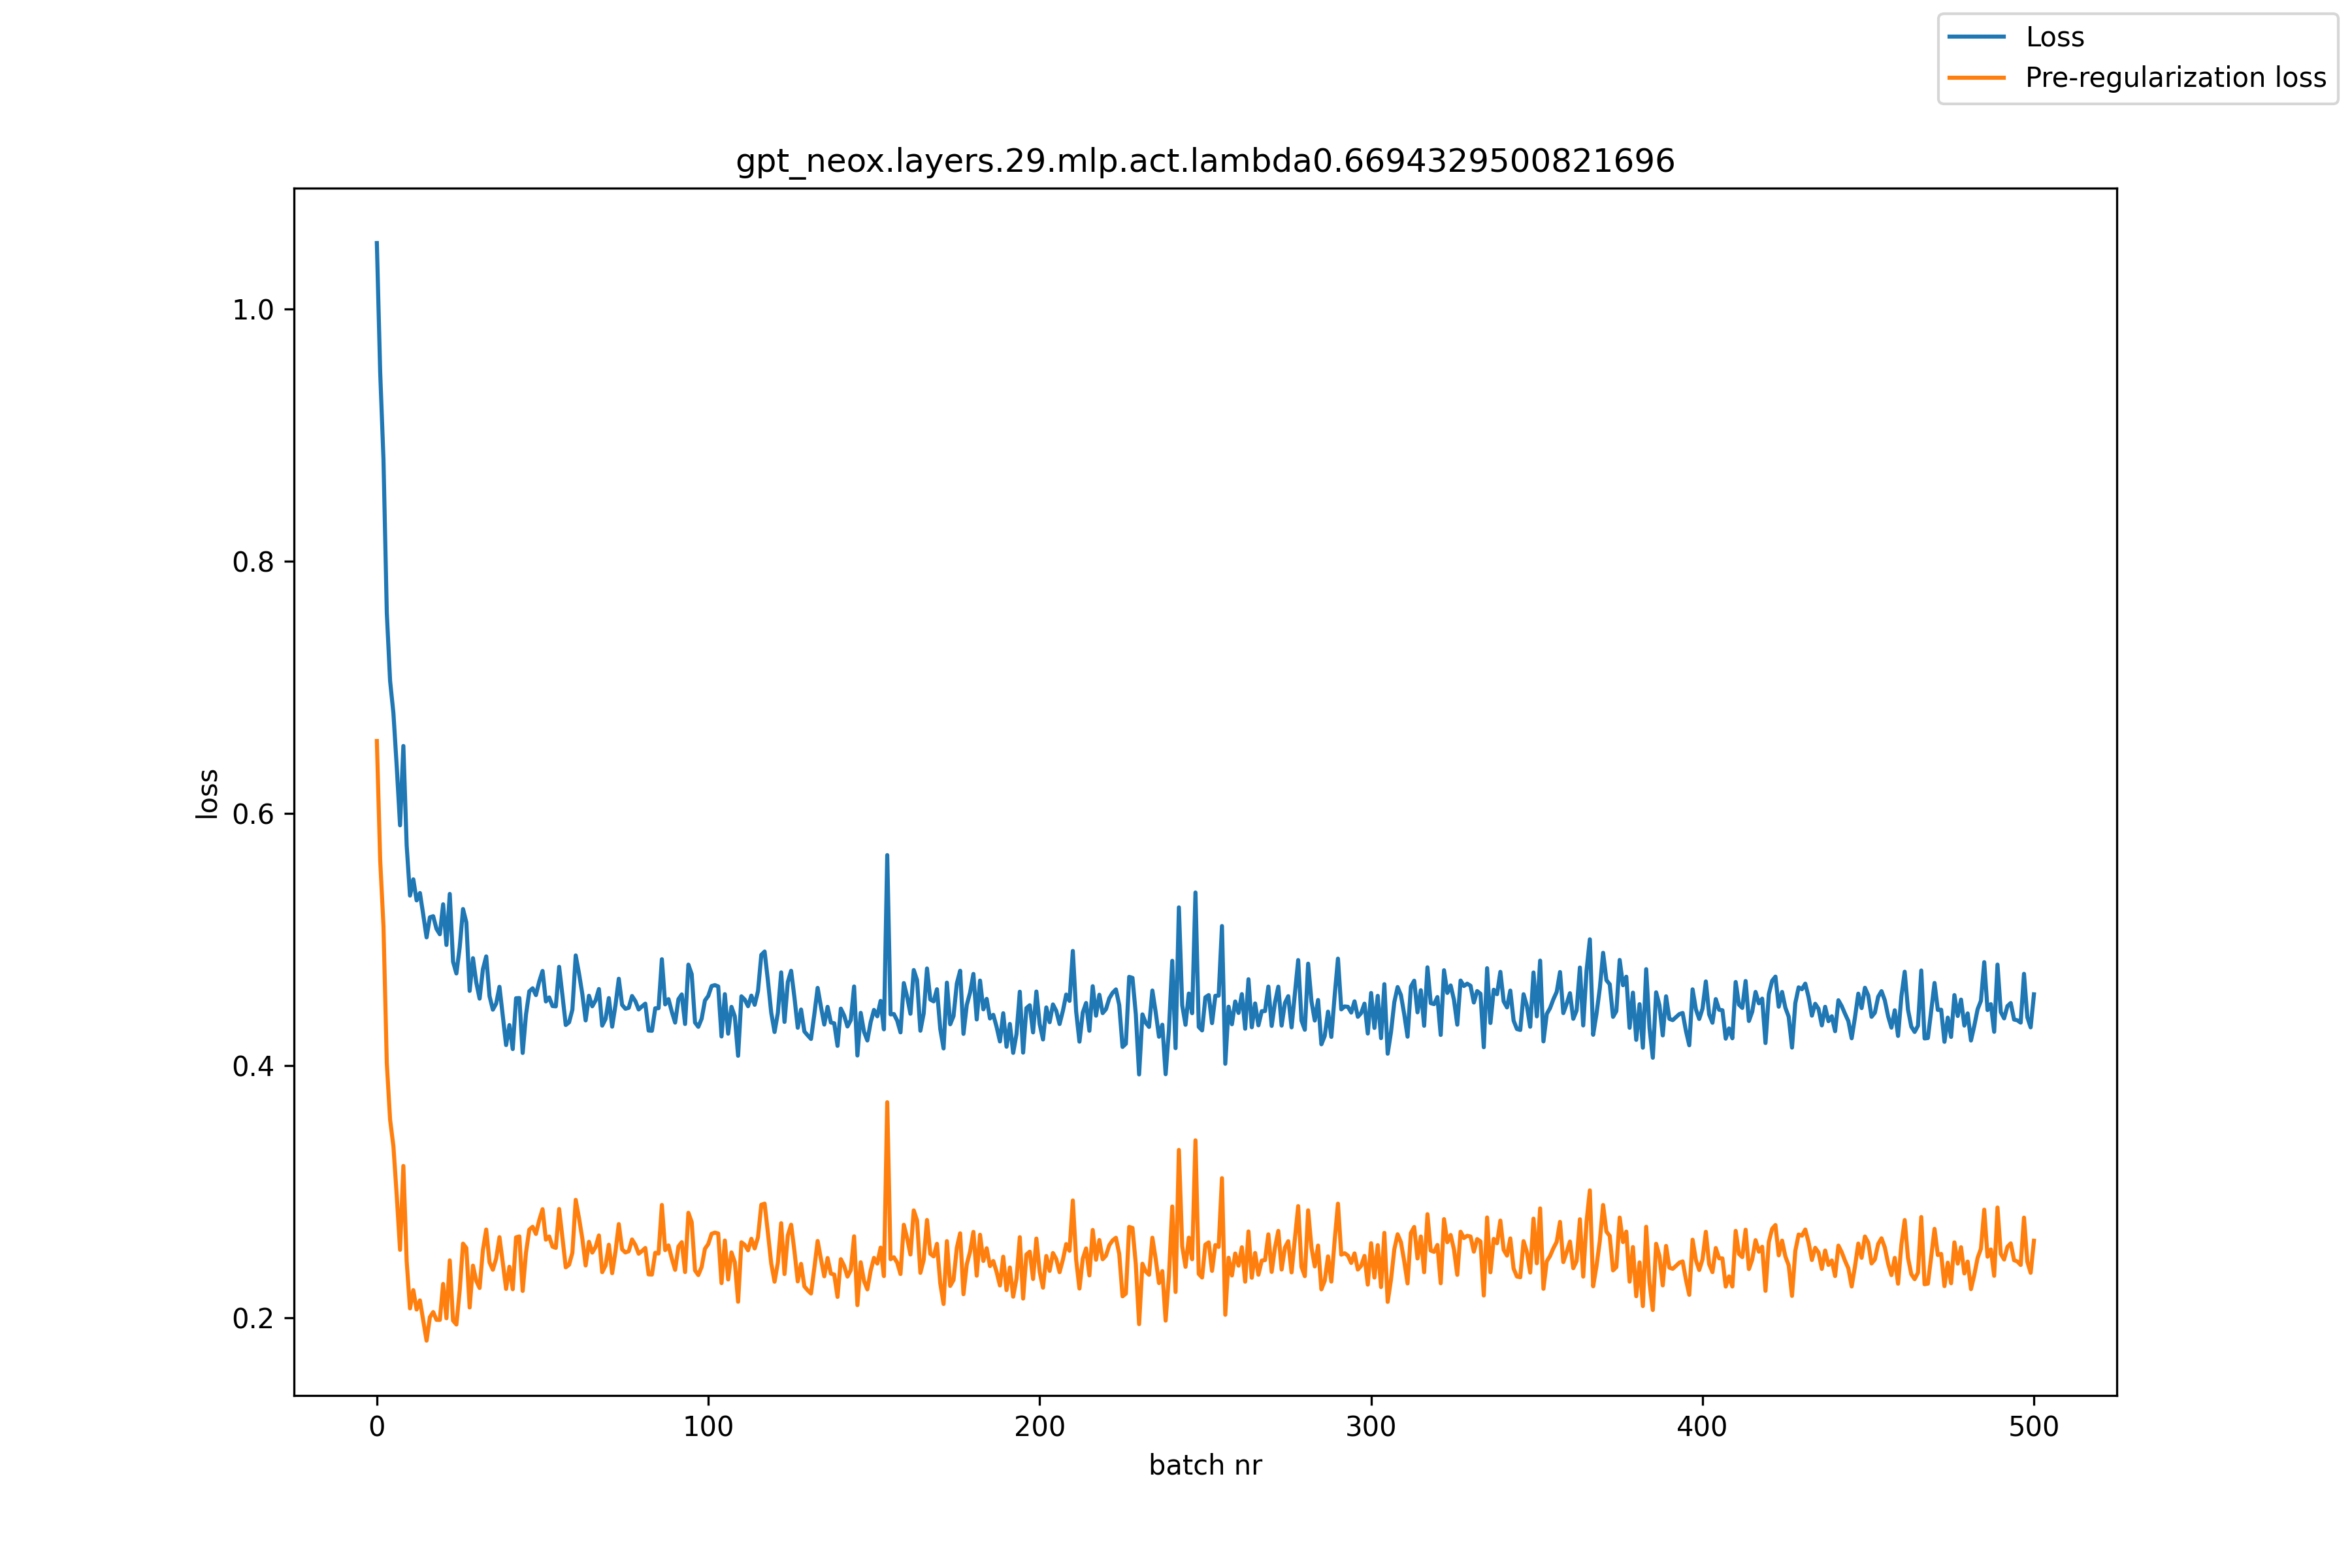 Loss
Pre-regularization loss
gpt_neox.layers.29.mlp.act.lambda0.6694329500821696
1.0
0.8
0.6
0.4
0.2
loss
0 100 200 300 400 500
batch nr